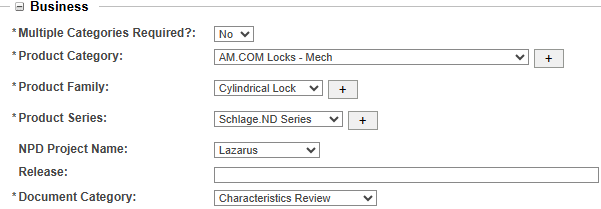 Business
*Multiple Categories Required?: No
*Product Category: AM.COM Locks - Mech +
*Product Family: Cylindrical Lock +
*Product Series: Schlage.ND Series +
NPD Project Name: Lazarus
Release:
*Document Category: Characteristics Review